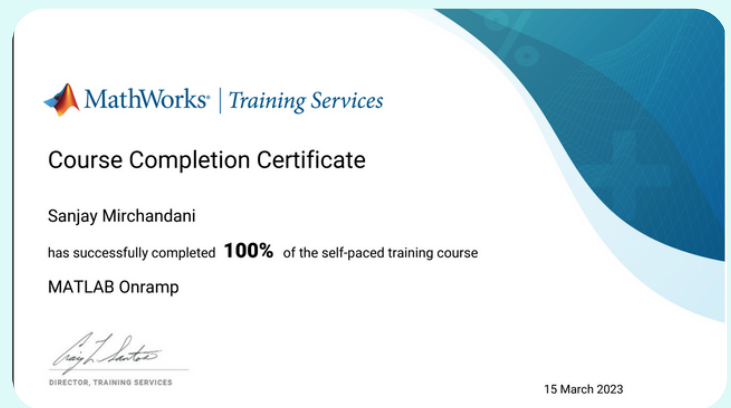 MathWorks® | Training Services
Course Completion Certificate
Sanjay Mirchandani
has successfully completed 100% of the self-paced training course
MATLAB Onramp
DIRECTOR, TRAINING SERVICES
15 March 2023